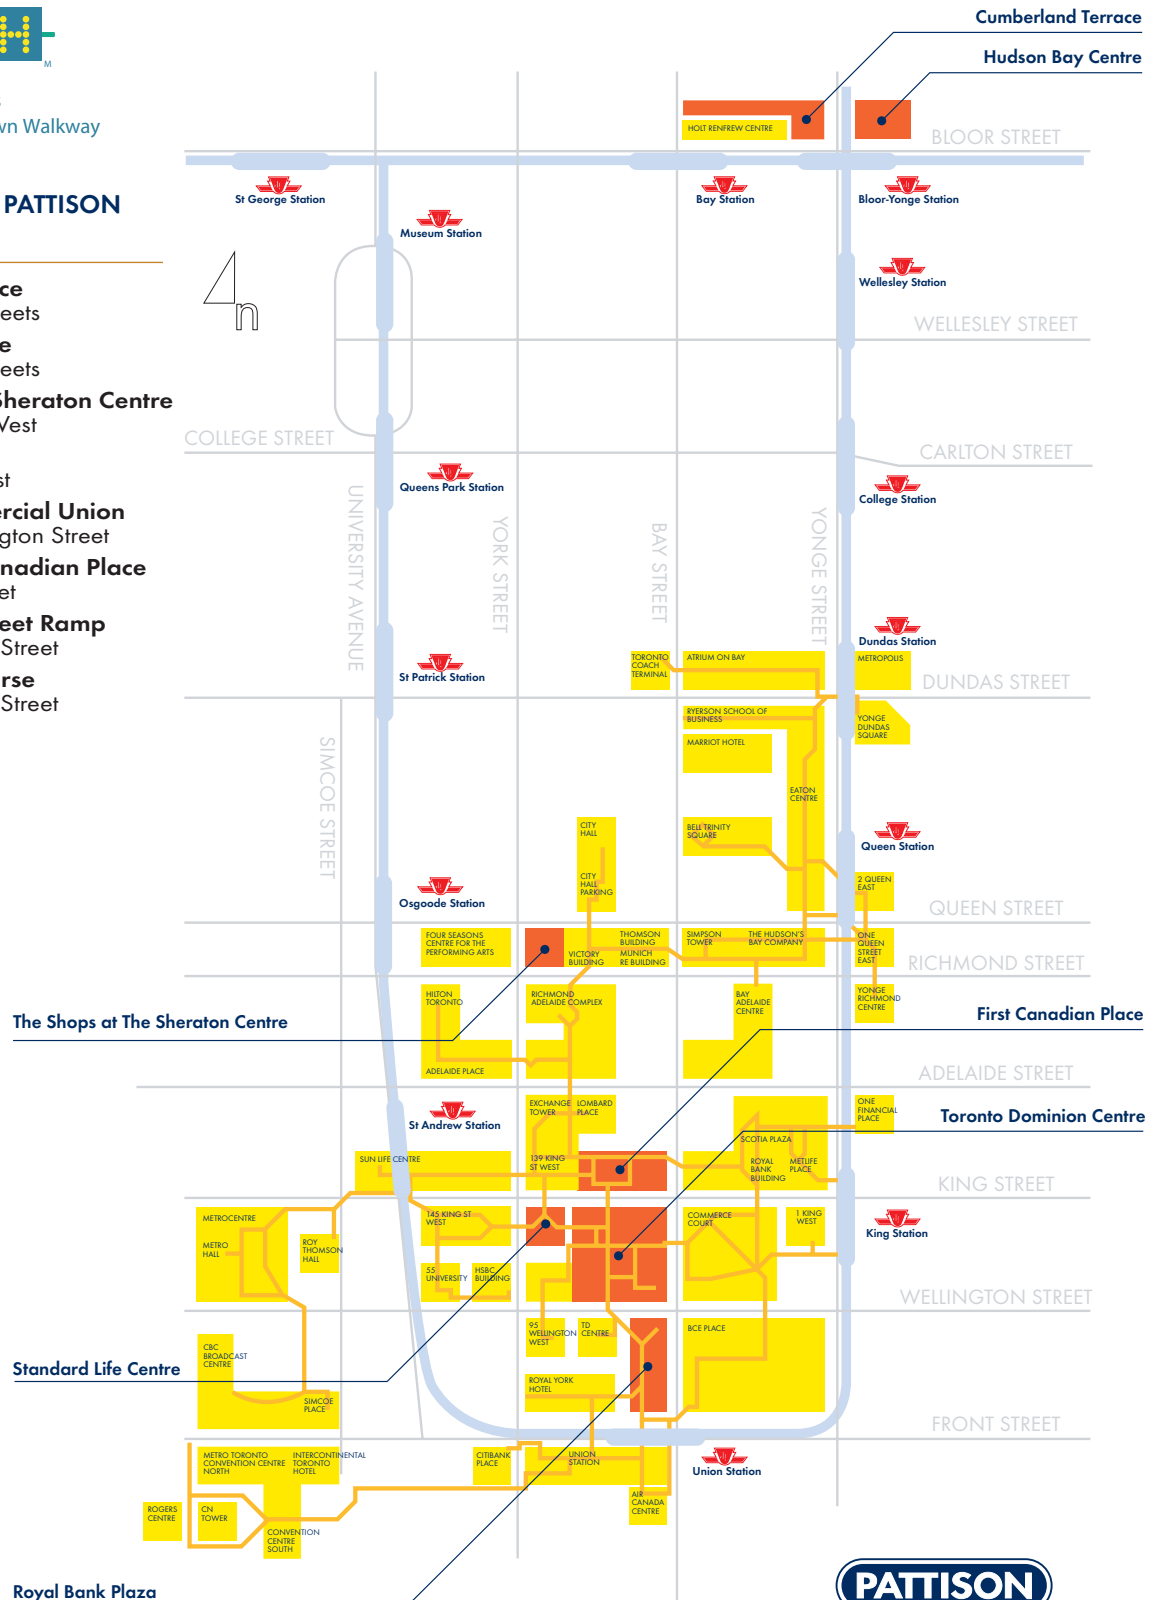 Cumberland Terrace
Hudson Bay Centre
H
M
Walkway
HOLT RENFREW CENTRE
BLOOR STREET
St George Station
Bay Station
Bloor-Yonge Station
PATTISON
Museum Station
n
Wellesley Station
WELLESLEY STREET
Sheraton Centre
COLLEGE STREET
CARLTON STREET
Queens Park Station
College Station
Union
Street
UNIVERSITY AVENUE
YORK STREET
BAY STREET
YONGE STREET
Place
Ramp
Street
Street
Dundas Station
TORONTO
COACH
TERMINAL
ATRIUM ON BAY
METROPOLIS
St Patrick Station
DUNDAS STREET
RYERSON SCHOOL OF
BUSINESS
YONGE
DUNDAS
SQUARE
MARRIOT HOTEL
SIMCOE STREET
EATON
CENTRE
CITY
HALL
BELL TRINITY
SQUARE
Queen Station
CITY
HALL
PARKING
2 QUEEN
EAST
Osgoode Station
QUEEN STREET
FOUR SEASONS
CENTRE FOR THE
PERFORMING ARTS
VICTORY
BUILDING
THOMSON
BUILDING
MUNICH
RE BUILDING
SIMPSON
TOWER
THE HUDSON'S
BAY COMPANY
ONE
QUEEN
STREET
EAST
RICHMOND STREET
HILTON
TORONTO
RICHMOND
ADELAIDE COMPLEX
BAY
ADELAIDE
CENTRE
YONGE
RICHMOND
CENTRE
The Shops at The Sheraton Centre
First Canadian Place
ADELAIDE PLACE
ADELAIDE STREET
EXCHANGE
TOWER
LOMBARD
PLACE
ONE
FINANCIAL
PLACE
St Andrew Station
Toronto Dominion Centre
SCOTIA PLAZA
SUN LIFE CENTRE
139 KING
ST WEST
ROYAL
BANK
BUILDING
METLIFE
PLACE
KING STREET
METROCENTRE
145 KING ST
WEST
COMMERCE
COURT
1 KING
WEST
King Station
METRO
HALL
ROY
THOMSON
HALL
55
UNIVERSITY
HSBC
BUILDING
WELLINGTON STREET
95
WELLINGTON
WEST
TD
CENTRE
BCE PLACE
CBC
BROADCAST
CENTRE
Standard Life Centre
ROYAL YORK
HOTEL
SIMCOE
PLACE
FRONT STREET
METRO TORONTO
CONVENTION CENTRE
NORTH
INTERCONTINENTAL
TORONTO
HOTEL
CITIBANK
PLACE
UNION
STATION
Union Station
ROGERS
CENTRE
CN
TOWER
AIR
CANADA
CENTRE
CONVENTION
CENTRE
SOUTH
Royal Bank Plaza
PATTISON